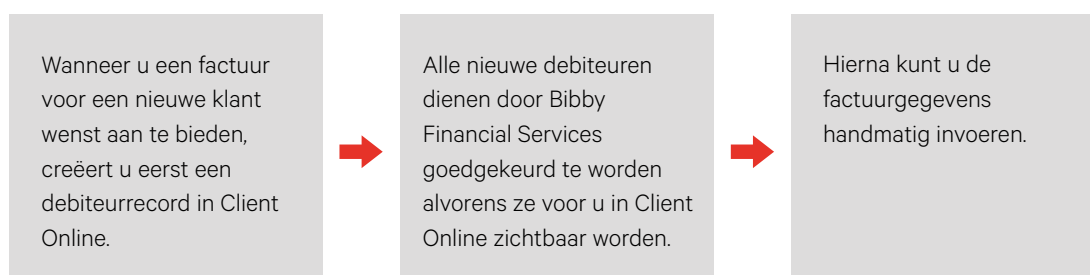 Wanneer u een factuur
voor een nieuwe klant
wenst aan te bieden,
creëert u eerst een
debiteurrecord in Client
Online.
Alle nieuwe debiteuren
dienen door Bibby
Financial Services
goedgekeurd te worden
alvorens ze voor u in Client
Online zichtbaar worden.
Hierna kunt u de
factuurgegevens
handmatig invoeren.